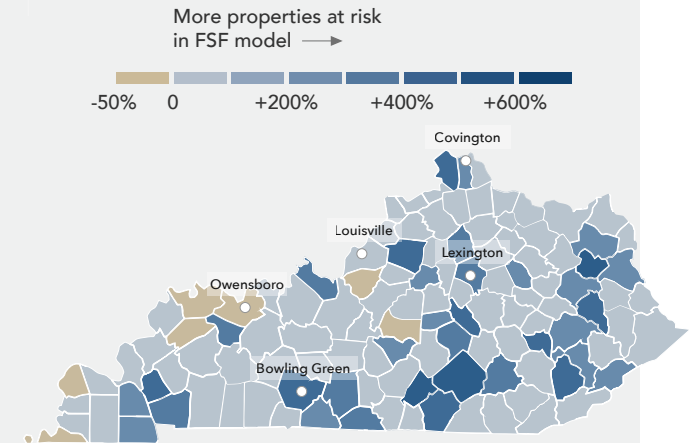 More properties at risk
in FSF model
-50% 0 +200% +400% +600%
Covington
Louisville
Lexington
Owensboro
Bowling Green